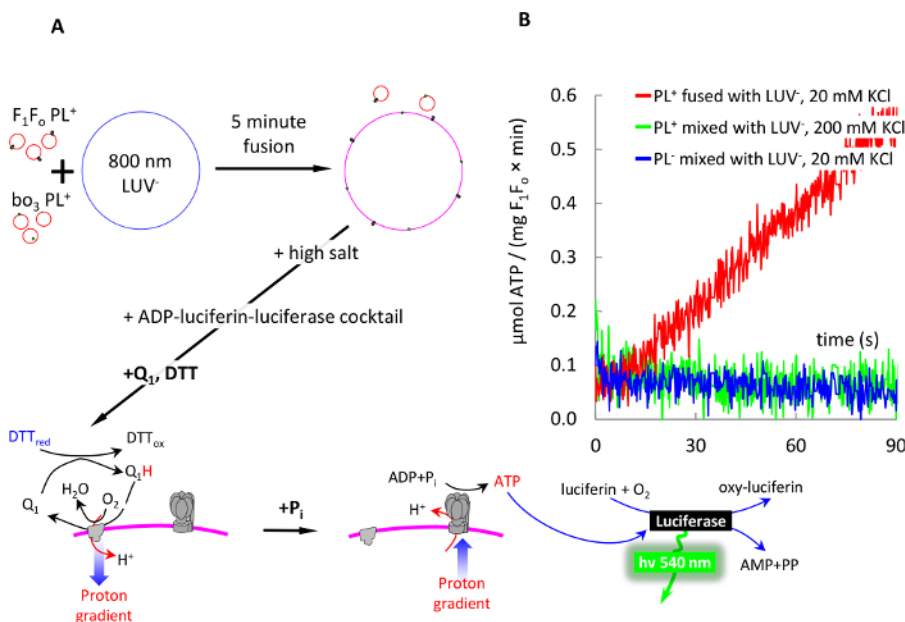 A
F₁Fₒ PL⁺
+
bo₃ PL⁺
800 nm
LUV⁻
5 minute
fusion
+ high salt
+ ADP-luciferin-luciferase cocktail
+Q₁, DTT
B
PL⁺ fused with LUV⁻, 20 mM KCl
PL⁺ mixed with LUV⁻, 200 mM KCl
PL⁻ mixed with LUV⁻, 20 mM KCl
µmol ATP / (mg F₁Fₒ × min)
0.6
0.5
0.4
0.3
0.2
0.1
0.0
time (s)
0
30
60
90
DTTred
DTTox
Q₁H
Q₁
H₂O
O₂
H⁺
Proton
gradient
+Pᵢ
ADP+Pᵢ
ATP
H⁺
Proton
gradient
luciferin + O₂
oxy-luciferin
Luciferase
AMP+PP
hν 540 nm